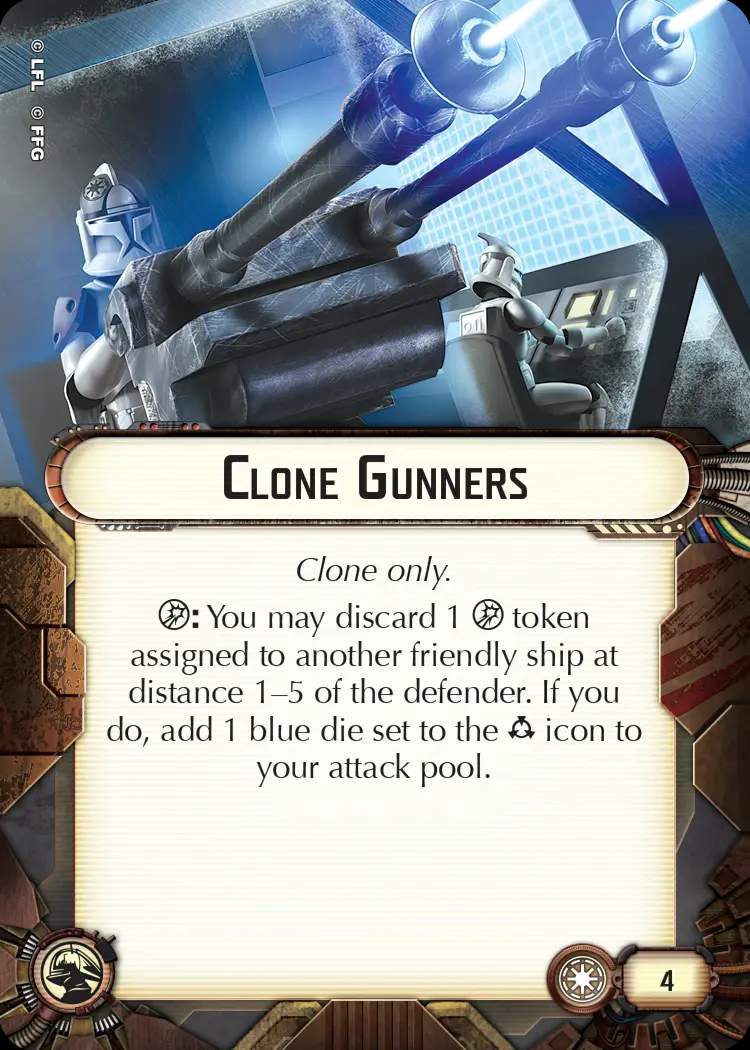 © LFL © FFG
Clone Gunners
Clone only.
: You may discard 1 token
assigned to another friendly ship at
distance 1–5 of the defender. If you
do, add 1 blue die set to the icon to
your attack pool.
4